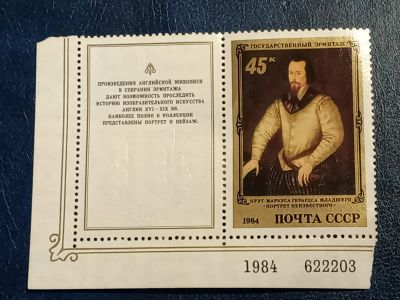 ПРОИЗВЕДЕНИЯ АНГЛИЙСКОЙ ЖИВОПИСИ
В СОБРАНИИ ЭРМИТАЖА
ДАЮТ ВОЗМОЖНОСТЬ ПРОСЛЕДИТЬ
ИСТОРИЮ ИЗОБРАЗИТЕЛЬНОГО ИСКУССТВА
АНГЛИИ XVI–XIX ВВ.
НАИБОЛЕЕ ПОЛНО В КОЛЛЕКЦИИ
ПРЕДСТАВЛЕНЫ ПОРТРЕТ И ПЕЙЗАЖ.
ГОСУДАРСТВЕННЫЙ ЭРМИТАЖ
45 К
КРУГ МАРКУСА ГЕРАРДСА МЛАДШЕГО
«ПОРТРЕТ НЕИЗВЕСТНОГО»
1984 ПОЧТА СССР
1984 622203